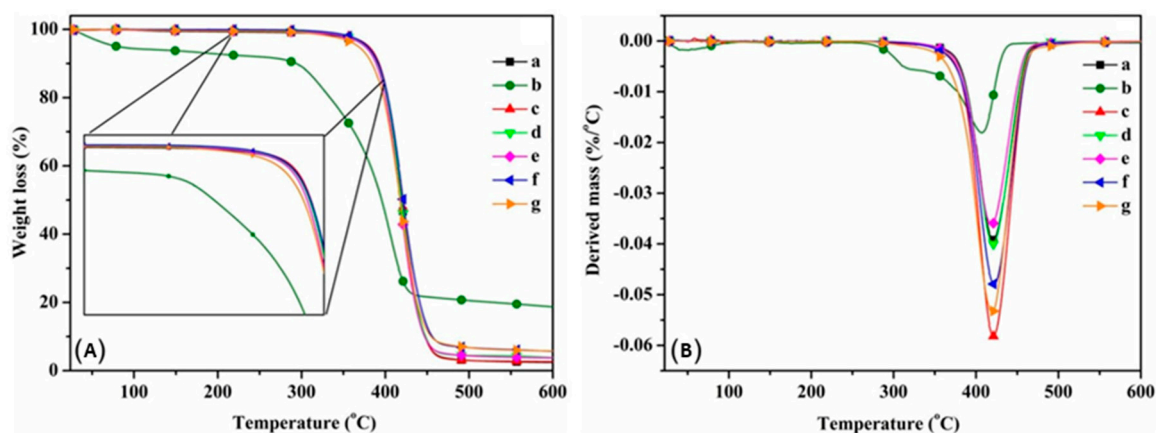 100
80
60
40
20
0
Weight loss (%)
a
b
c
d
e
f
g
(A)
100
200
300
400
500
600
Temperature (°C)
0.00
-0.01
-0.02
-0.03
-0.04
-0.05
-0.06
Derived mass (%/°C)
a
b
c
d
e
f
g
(B)
100
200
300
400
500
600
Temperature (°C)